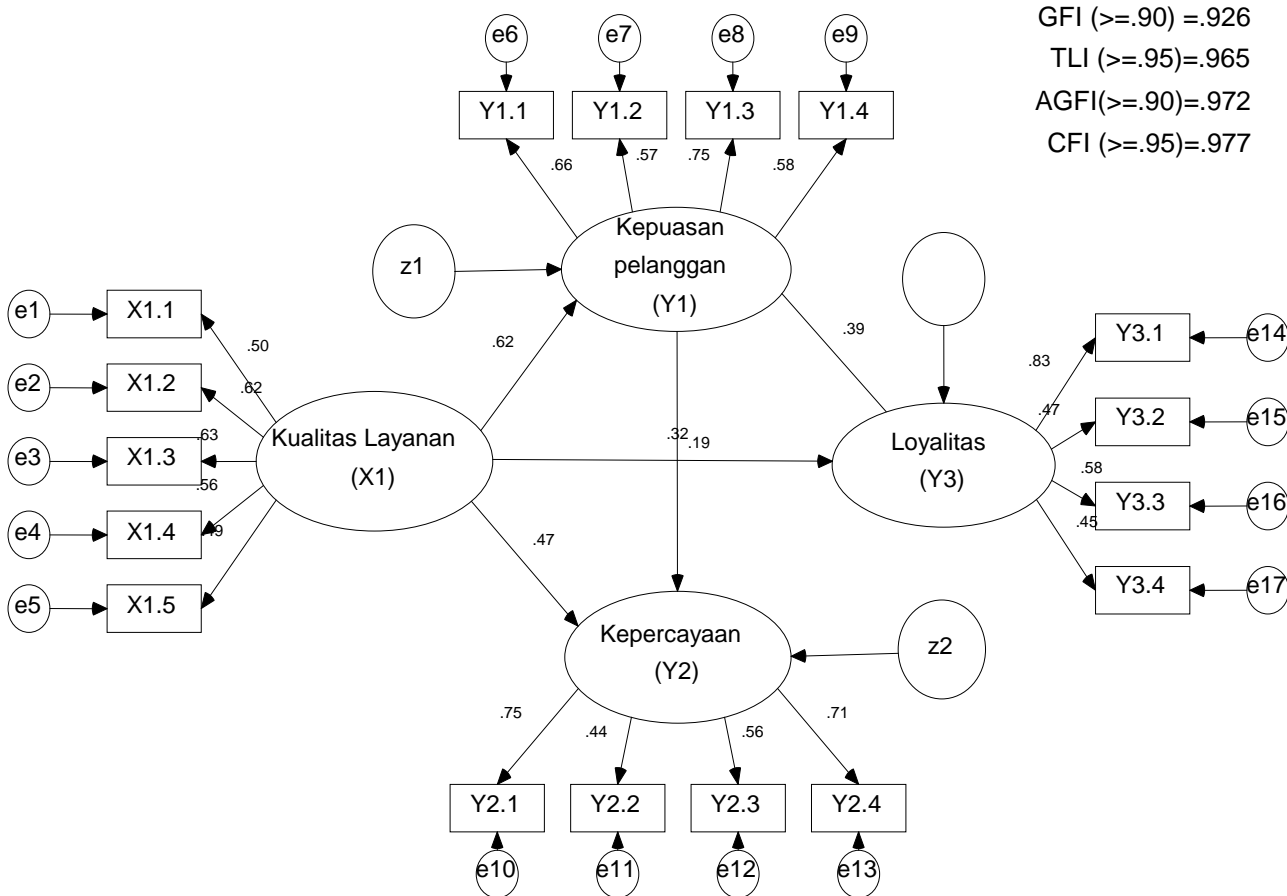 GFI (>=.90) =.926
TLI (>=.95)=.965
AGFI(>=.90)=.972
CFI (>=.95)=.977
e6
e7
e8
e9
Y1.1
Y1.2
Y1.3
Y1.4
.66
.57
.75
.58
Kepuasan
pelanggan
(Y1)
z1
e1
X1.1
e2
X1.2
e3
X1.3
e4
X1.4
e5
X1.5
.50
.62
.63
.56
.49
Kualitas Layanan
(X1)
.62
.39
.32
.19
.47
Loyalitas
(Y3)
.83
.47
.58
.45
Y3.1
e14
Y3.2
e15
Y3.3
e16
Y3.4
e17
Kepercayaan
(Y2)
z2
.75
.44
.56
.71
Y2.1
Y2.2
Y2.3
Y2.4
e10
e11
e12
e13